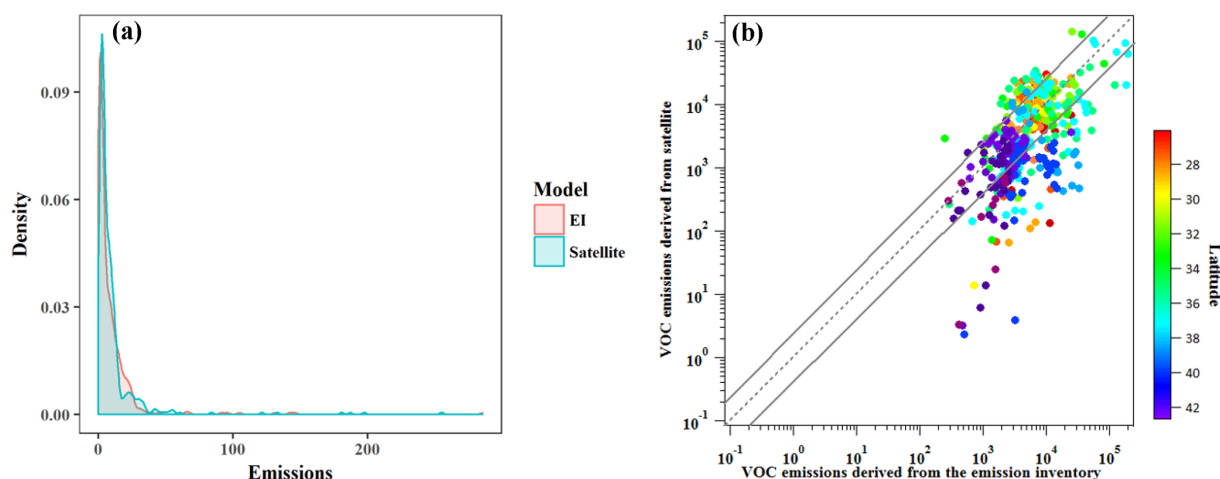 (a)
Density
0.09
0.06
0.03
0.00
0
100
200
Emissions
Model
EI
Satellite
(b)
VOC emissions derived from satellite
10^5
10^4
10^3
10^2
10^1
10^0
10^-1
10^-1 10^0 10^1 10^2 10^3 10^4 10^5
VOC emissions derived from the emission inventory
28
30
32
34
36
38
40
42
Latitude